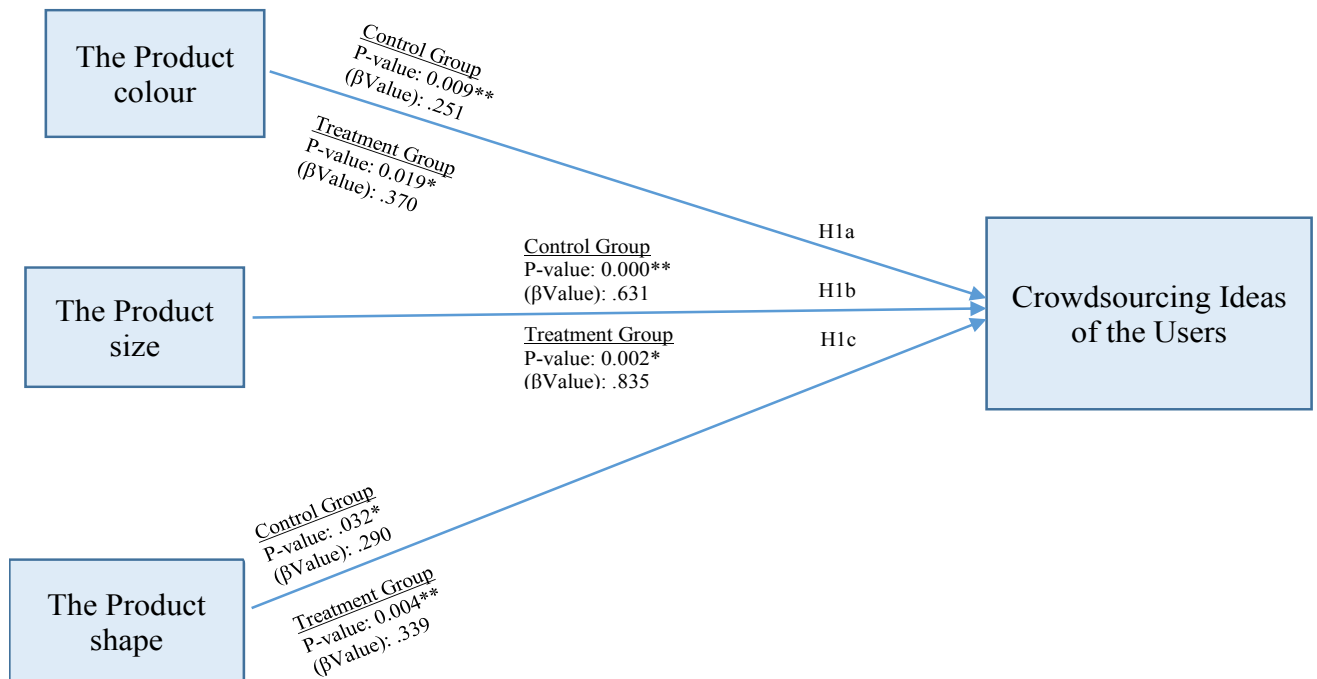 The Product
colour
Control Group
P-value: 0.009**
(βValue): .251
Treatment Group
P-value: 0.019*
(βValue): .370
H1a
The Product
size
Control Group
P-value: 0.000**
(βValue): .631
H1b
Treatment Group
P-value: 0.002*
(βValue): .835
H1c
Crowdsourcing Ideas
of the Users
The Product
shape
Control Group
P-value: .032*
(βValue): .290
Treatment Group
P-value: 0.004**
(βValue): .339